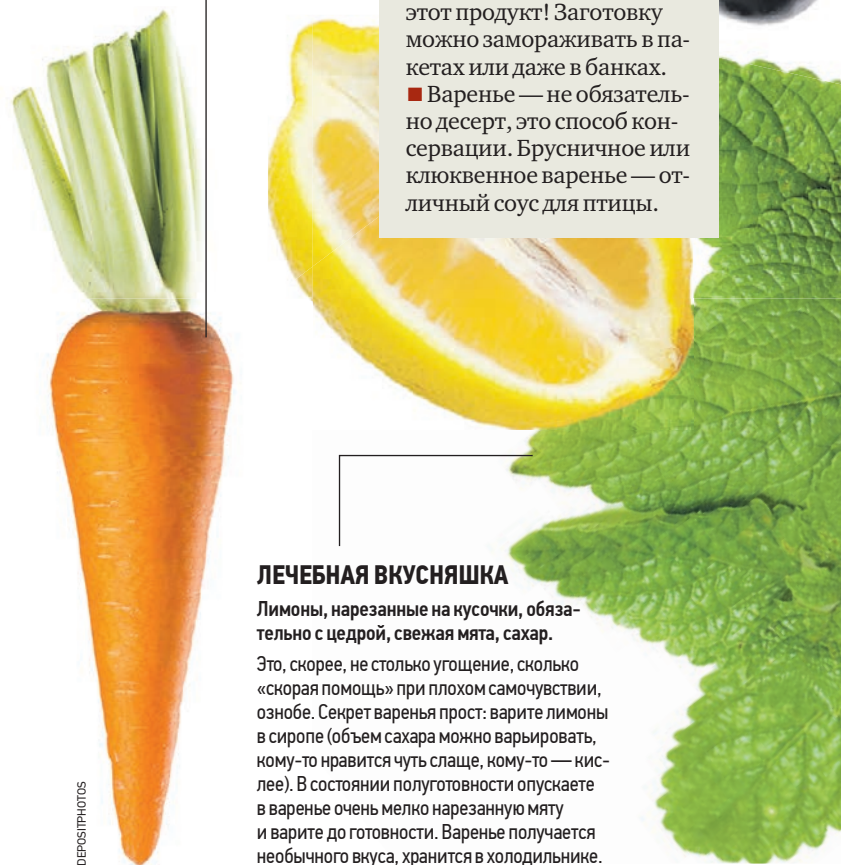 этот продукт! Заготовку
можно замораживать в па-
кетах или даже в банках.
■ Варенье — не обязатель-
но десерт, это способ кон-
сервации. Брусничное или
клюквенное варенье — от-
личный соус для птицы.
ЛЕЧЕБНАЯ ВКУСНЯШКА
Лимоны, нарезанные на кусочки, обяза-
тельно с цедрой, свежая мята, сахар.
Это, скорее, не столько угощение, сколько
«скорая помощь» при плохом самочувствии,
ознобе. Секрет варенья прост: варите лимоны
в сиропе (объем сахара можно варьировать,
кому-то нравится чуть слаще, кому-то — кис-
лее). В состоянии полуготовности опускаете
в варенье очень мелко нарезанную мяту
и варите до готовности. Варенье получается
необычного вкуса, хранится в холодильнике.
DEPOSITPHOTOS